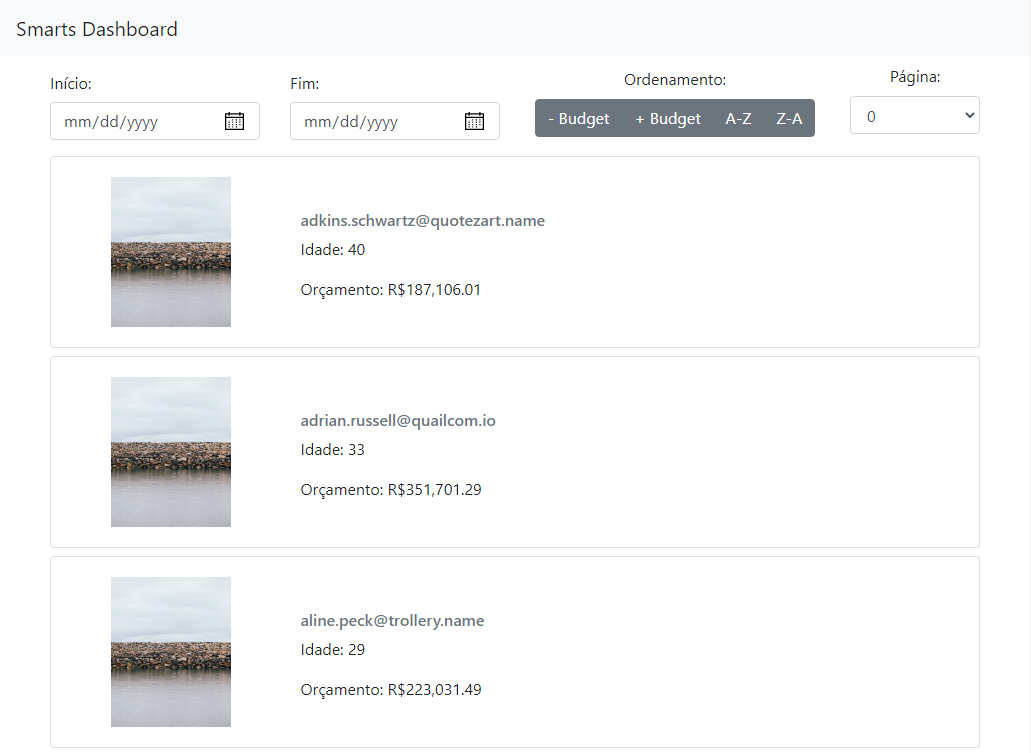 Smarts Dashboard
Início: Fim: Ordenamento: Página:
mm/dd/yyyy mm/dd/yyyy - Budget + Budget A-Z Z-A 0
adkins.schwartz@quotezart.name
Idade: 40
Orçamento: R$187,106.01
adrian.russell@quailcom.io
Idade: 33
Orçamento: R$351,701.29
aline.peck@trollery.name
Idade: 29
Orçamento: R$223,031.49